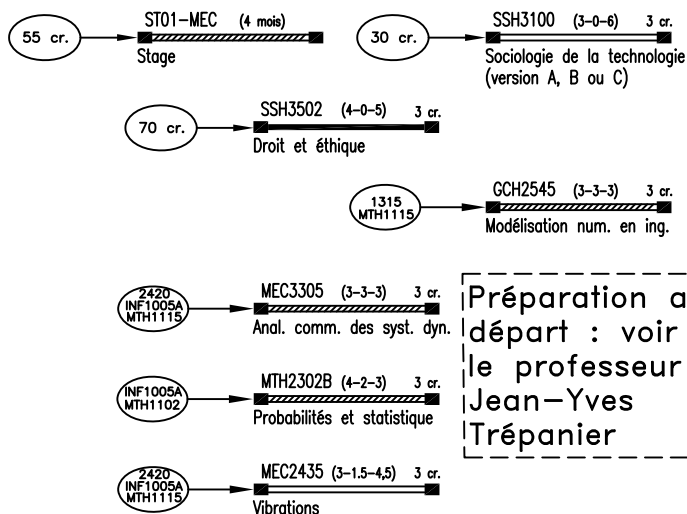 55 cr.
ST01-MEC (4 mois)
Stage
30 cr.
SSH3100 (3-0-6) 3 cr.
Sociologie de la technologie
(version A, B ou C)
70 cr.
SSH3502 (4-0-5) 3 cr.
Droit et éthique
1315
MTH1115
GCH2545 (3-3-3) 3 cr.
Modélisation num. en ing.
2420
INF1005A
MTH1115
MEC3305 (3-3-3) 3 cr.
Anal. comm. des syst. dyn.
INF1005A
MTH1102
MTH2302B (4-2-3) 3 cr.
Probabilités et statistique
2420
INF1005A
MTH1115
MEC2435 (3-1.5-4,5) 3 cr.
Vibrations
Préparation a
départ : voir
le professeur
Jean-Yves
Trépanier